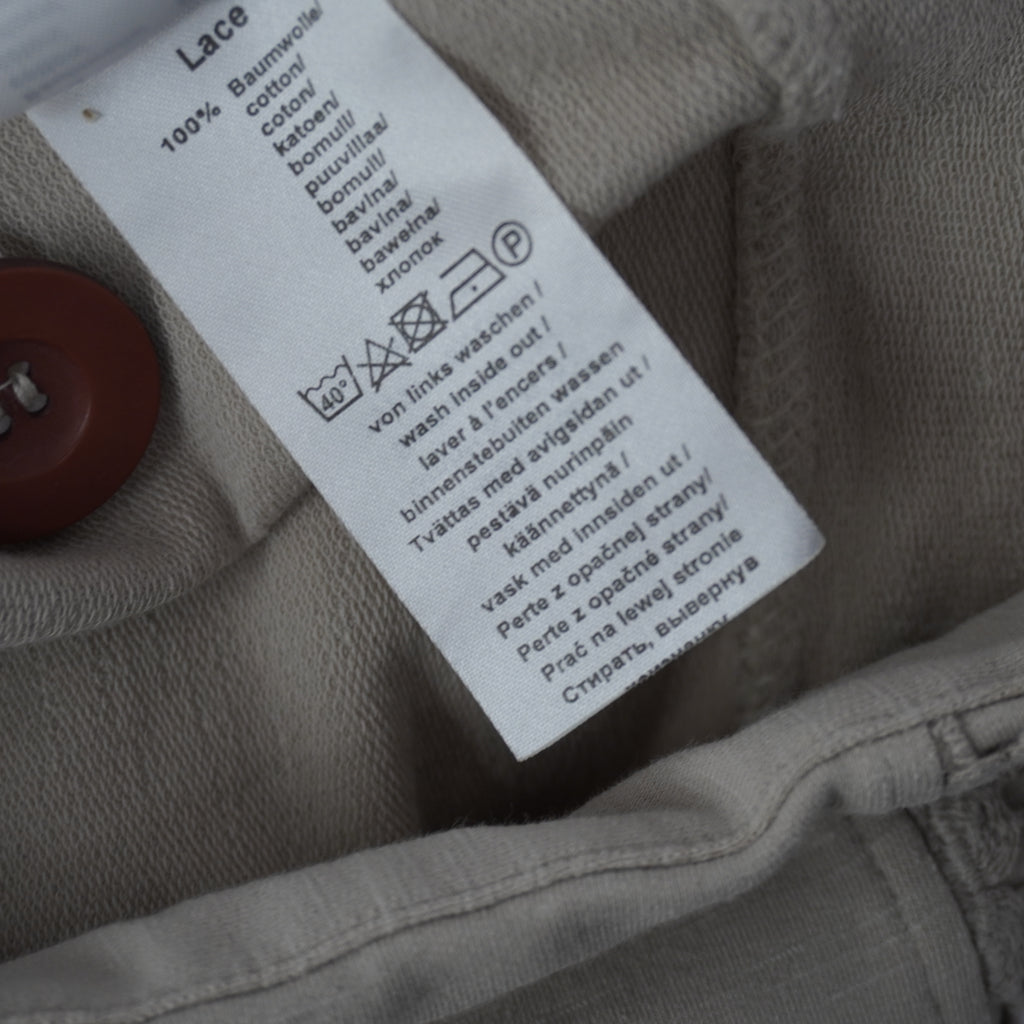 Lace
100% Baumwolle/
cotton/
coton/
katoen/
bomull/
puuvillaa/
bomull/
bavlna/
bavlna/
bawełna/
хлопок
40° P
von links waschen /
wash inside out /
laver à l'encers /
binnenstebuiten wassen
Tvättas med avigsidan ut /
pestävä nurinpäin
käännettynä /
vask med innsiden ut /
Perte z opačnej strany/
Perte z opačné strany/
Prać na lewej stronie
Стирать, вывернув